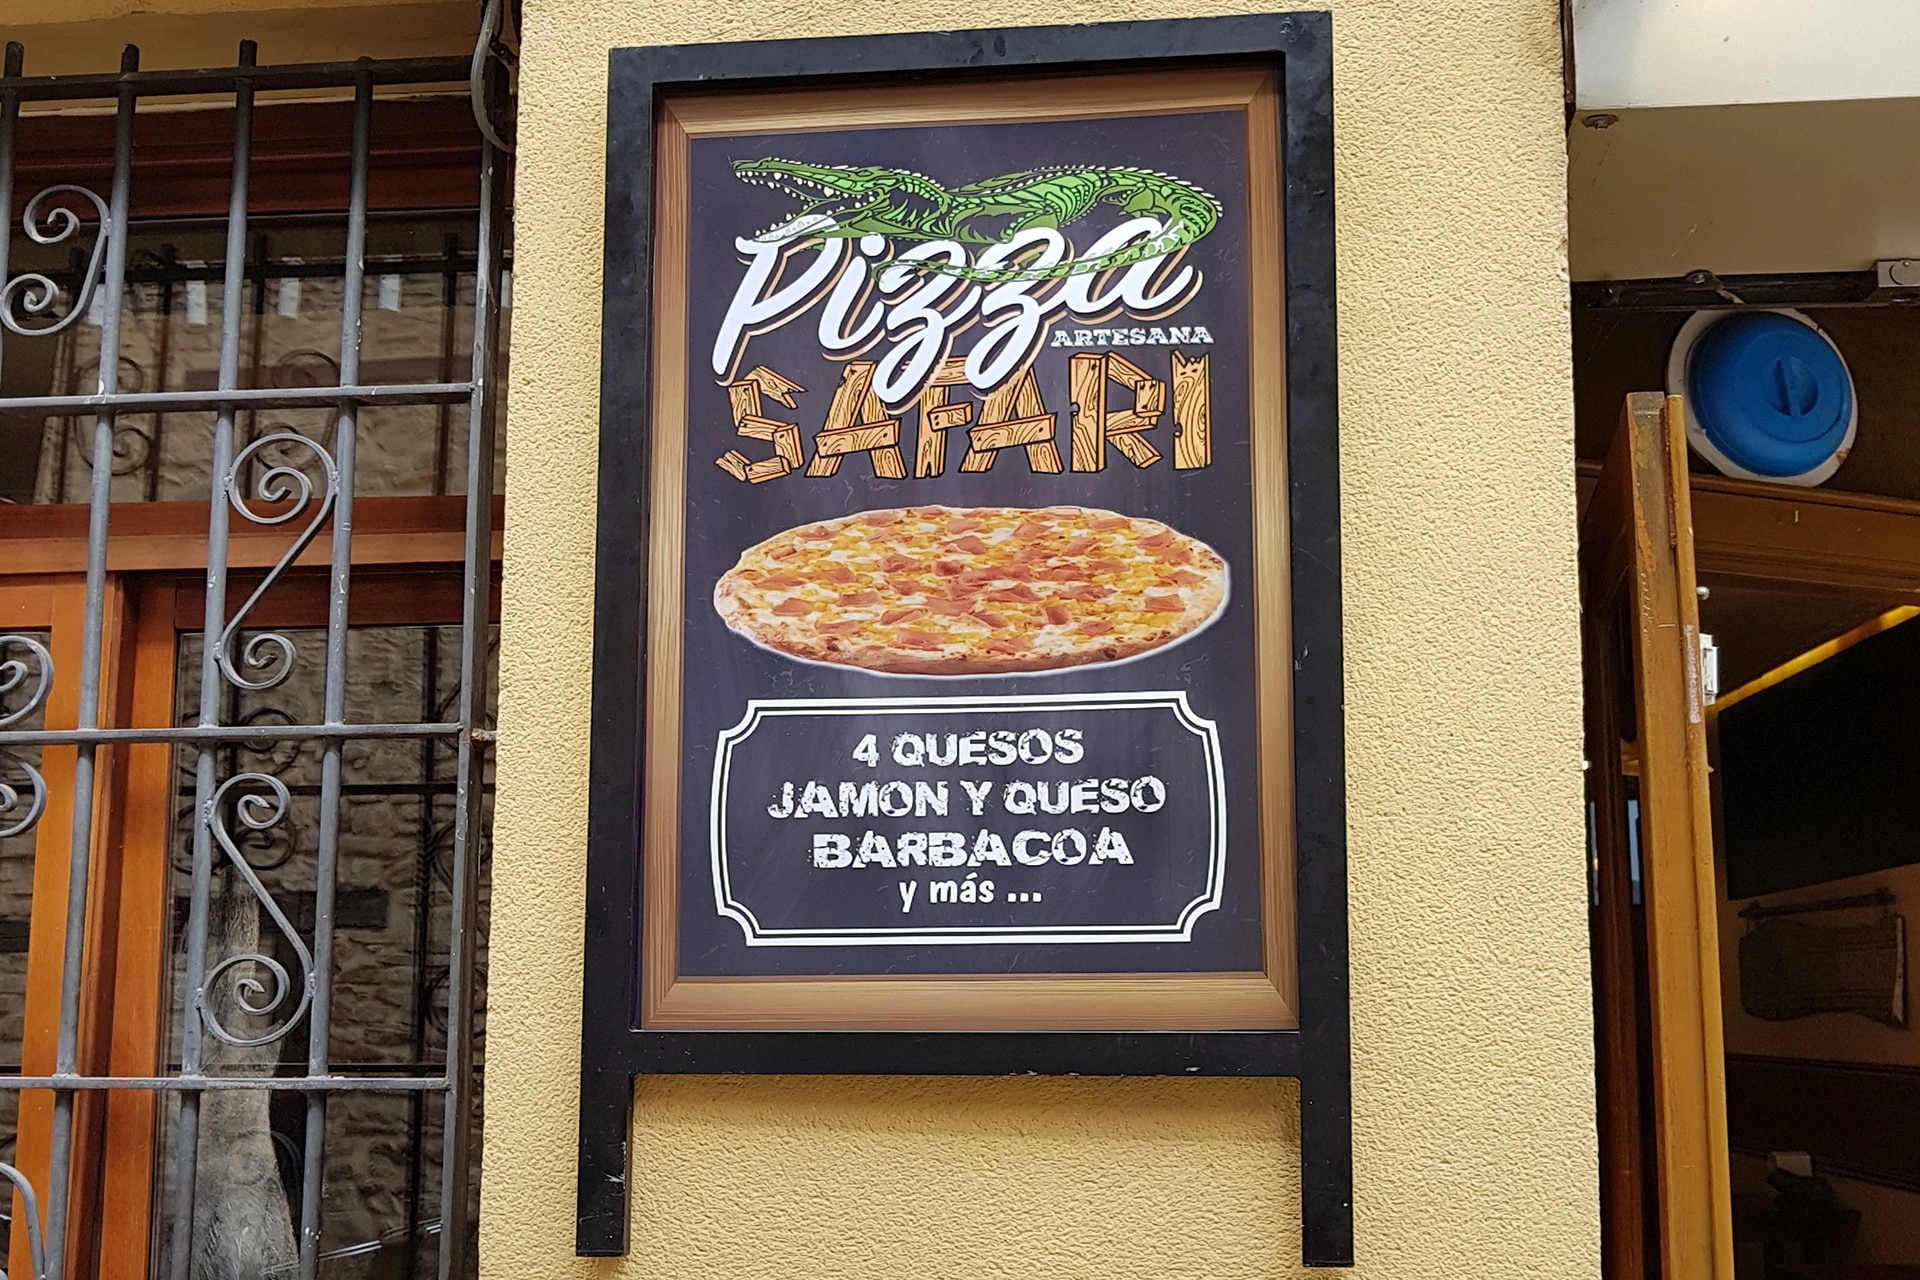 Pizza
ARTESANA
SAFARI
4 QUESOS
JAMON Y QUESO
BARBACOA
y más ...